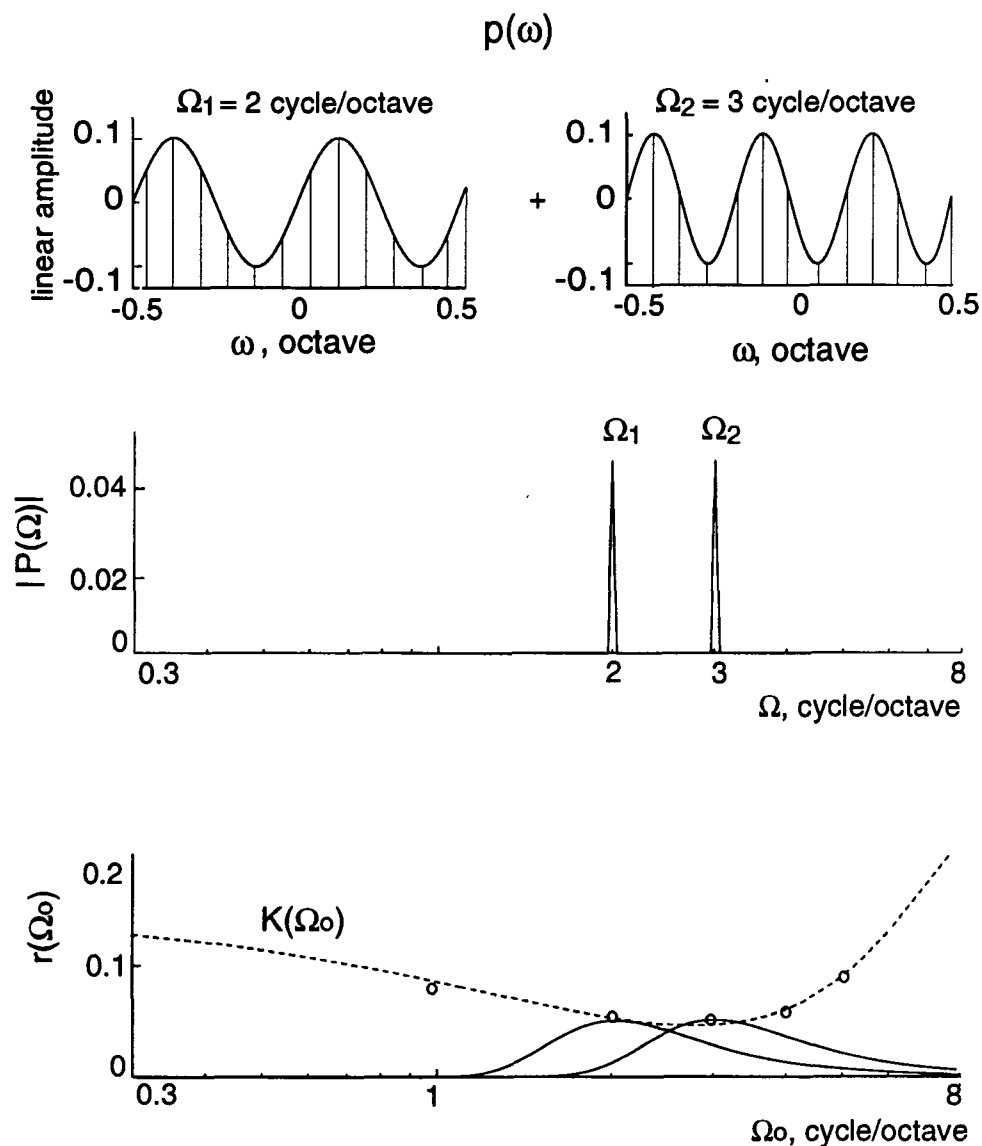 p(ω)
Ω1 = 2 cycle/octave
Ω2 = 3 cycle/octave
linear amplitude
0.1
0
-0.1
-0.5 0 0.5
ω, octave
+
0.1
0
-0.1
-0.5 0 0.5
ω, octave
|P(Ω)|
0.04
0.02
0
Ω1 Ω2
0.3 2 3 8
Ω, cycle/octave
r(Ωo)
0.2
0.1
0
K(Ωo)
0.3 1 8
Ωo, cycle/octave